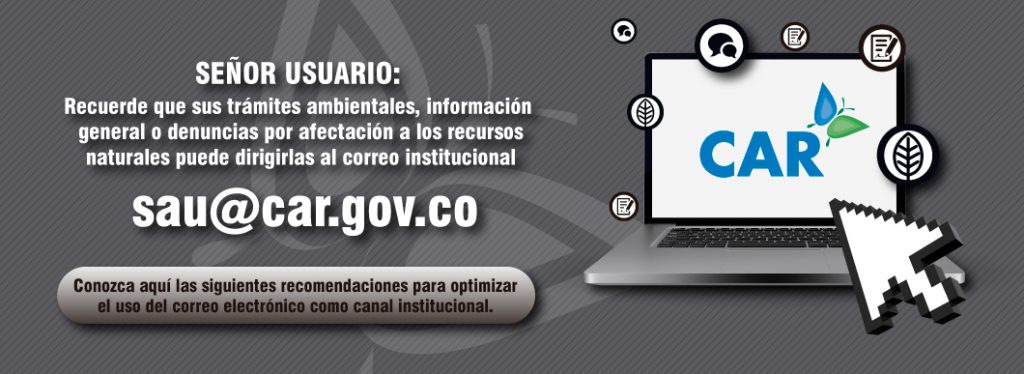 SEÑOR USUARIO:
Recuerde que sus trámites ambientales, información
general o denuncias por afectación a los recursos
naturales puede dirigirlas al correo institucional
sau@car.gov.co
Conozca aquí las siguientes recomendaciones para optimizar
el uso del correo electrónico como canal institucional.
CAR